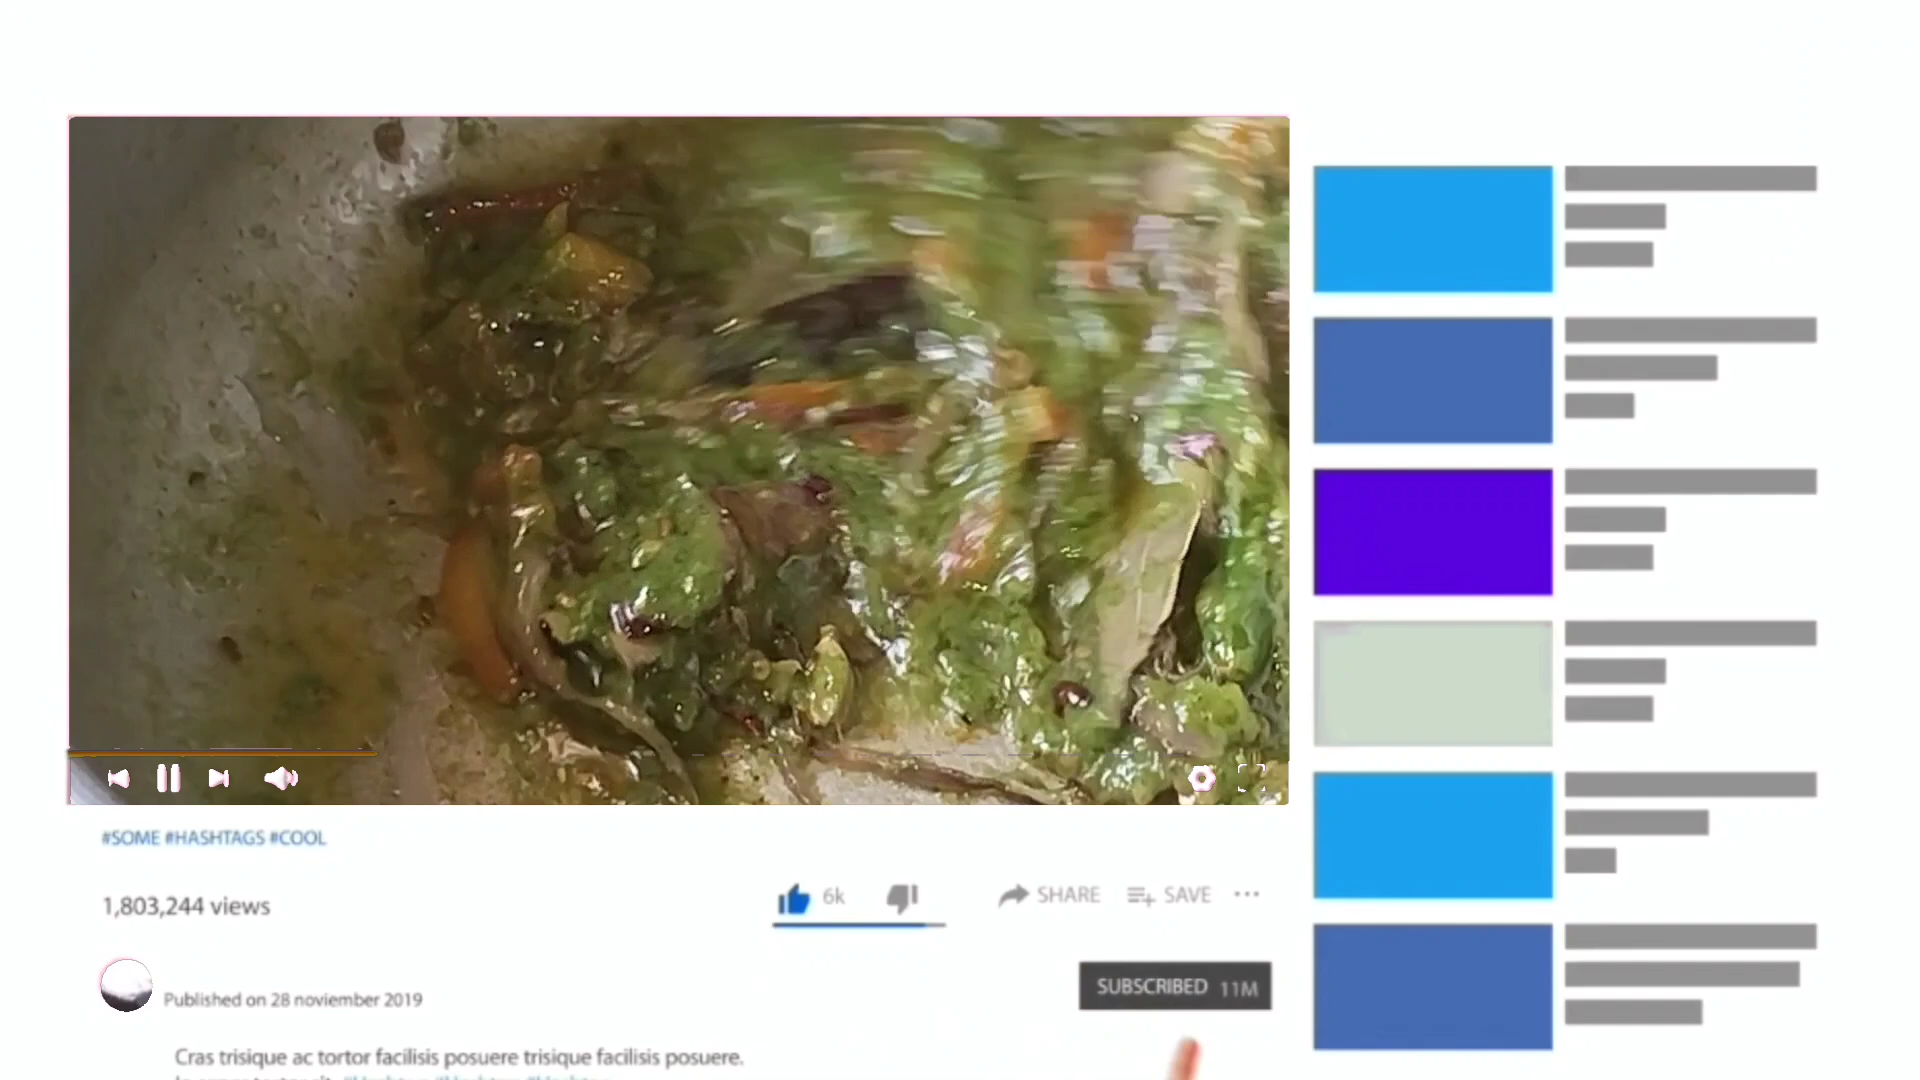 #SOME #HASHTAGS #COOL
1,803,244 views
6k
SHARE
SAVE
SUBSCRIBED 11M
Published on 28 noviember 2019
Cras trisique ac tortor facilisis posuere trisique facilisis posuere.